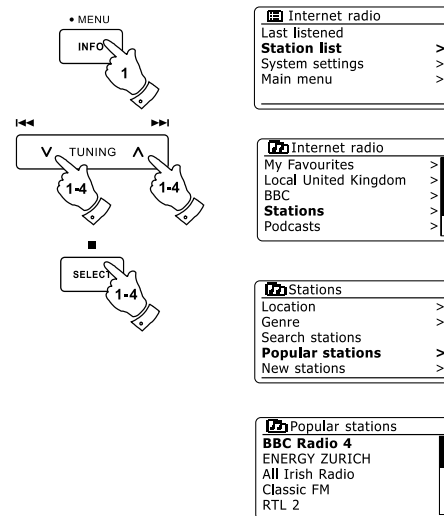 • MENU
INFO
1
TUNING
1-4
1-4
SELECT
1-4
Internet radio
Last listened
Station list >
System settings >
Main menu >
Internet radio
My Favourites >
Local United Kingdom >
BBC >
Stations >
Podcasts >
Stations
Location >
Genre >
Search stations
Popular stations >
New stations >
Popular stations
BBC Radio 4
ENERGY ZURICH
All Irish Radio
Classic FM
RTL 2